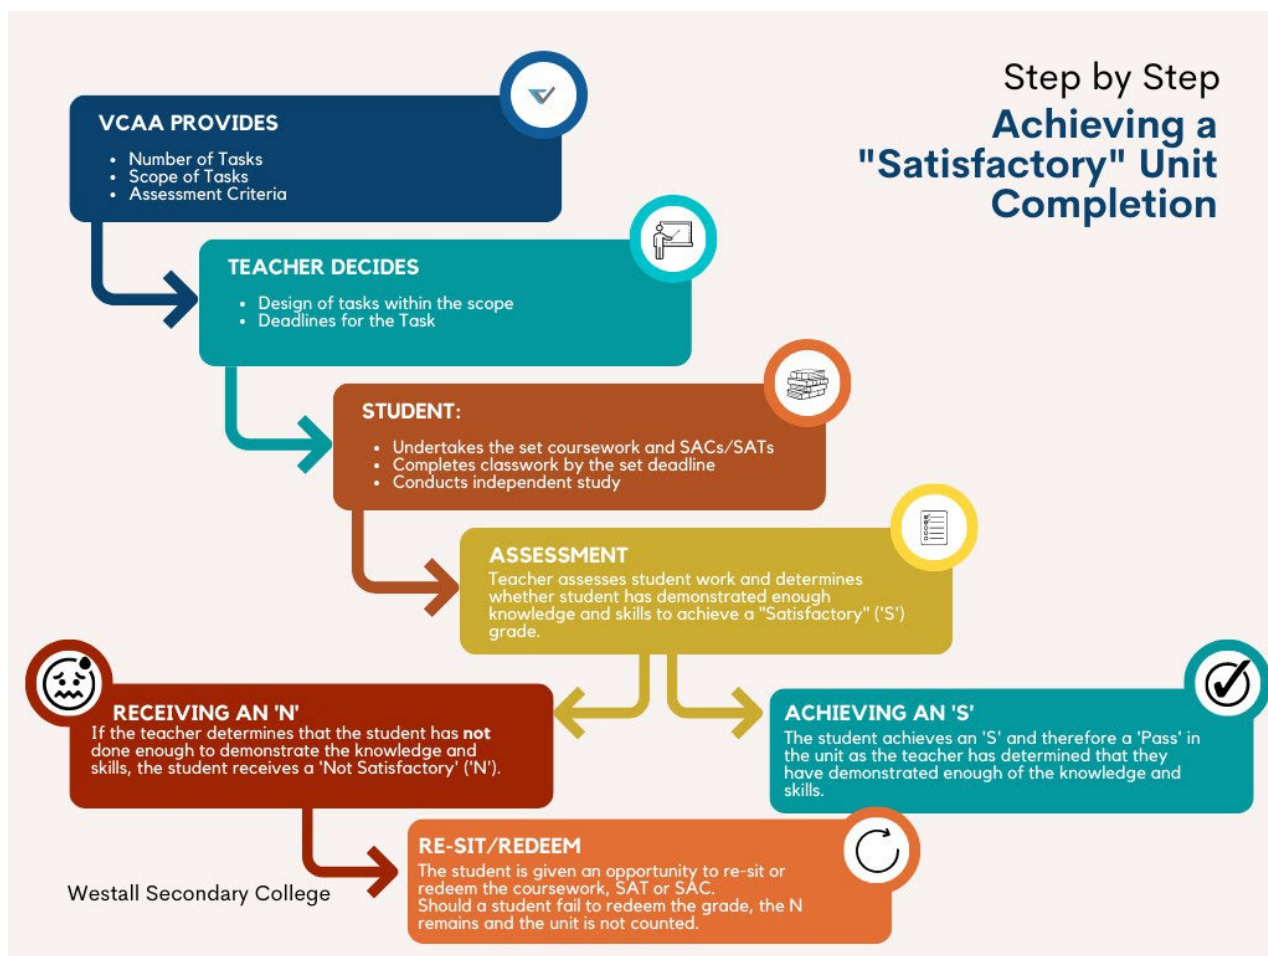 Step by Step
Achieving a
"Satisfactory" Unit
Completion
VCAA PROVIDES
• Number of Tasks
• Scope of Tasks
• Assessment Criteria
TEACHER DECIDES
• Design of tasks within the scope
• Deadlines for the Task
STUDENT:
• Undertakes the set coursework and SACs/SATs
• Completes classwork by the set deadline
• Conducts independent study
ASSESSMENT
Teacher assesses student work and determines
whether student has demonstrated enough
knowledge and skills to achieve a "Satisfactory" ('S')
grade.
RECEIVING AN 'N'
If the teacher determines that the student has not
done enough to demonstrate the knowledge and
skills, the student receives a 'Not Satisfactory' ('N').
ACHIEVING AN 'S'
The student achieves an 'S' and therefore a 'Pass' in
the unit as the teacher has determined that they
have demonstrated enough of the knowledge and
skills.
RE-SIT/REDEEM
The student is given an opportunity to re-sit or
redeem the coursework, SAT or SAC.
Should a student fail to redeem the grade, the N
remains and the unit is not counted.
Westall Secondary College